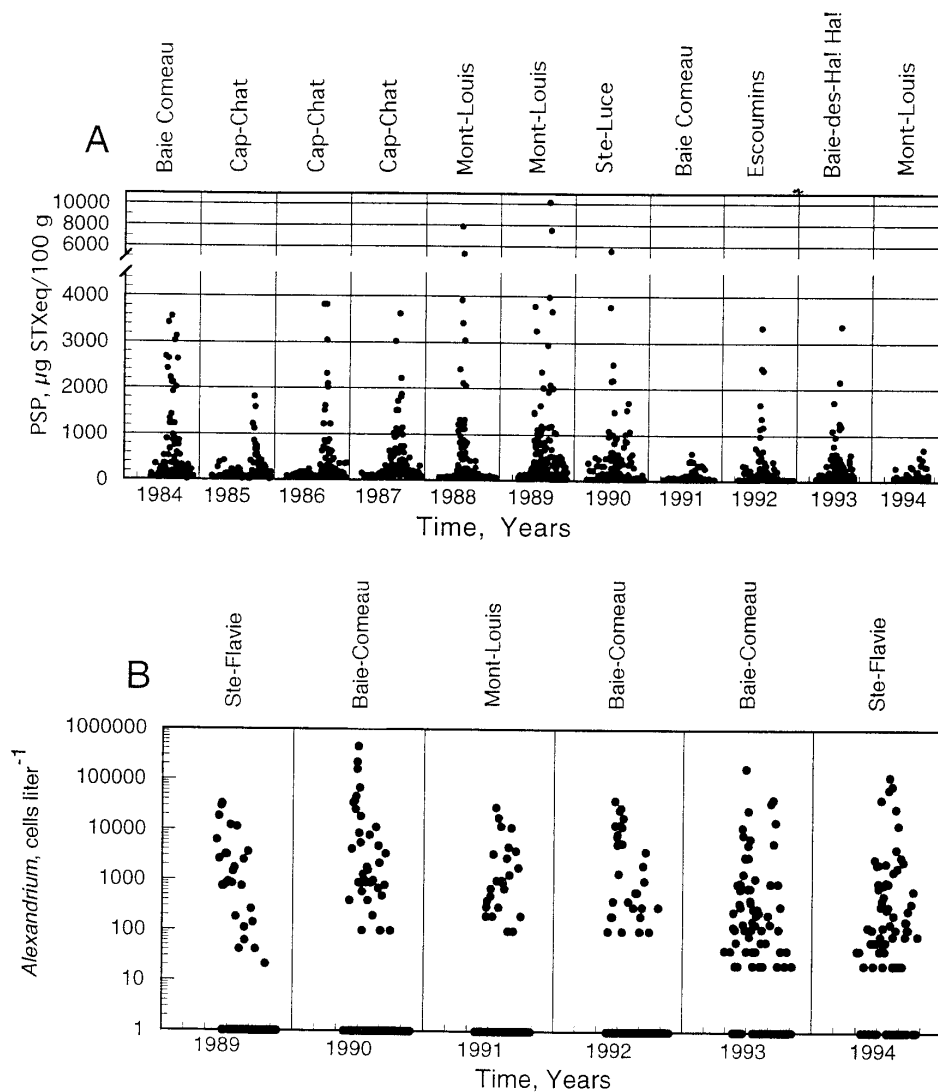 A
Baie Comeau
Cap-Chat
Cap-Chat
Cap-Chat
Mont-Louis
Mont-Louis
Ste-Luce
Baie Comeau
Escoumins
Baie-des-Ha! Ha!
Mont-Louis
PSP, µg STXeq/100 g
10000
8000
6000
4000
3000
2000
1000
0
1984 1985 1986 1987 1988 1989 1990 1991 1992 1993 1994
Time, Years
B
Ste-Flavie
Baie-Comeau
Mont-Louis
Baie-Comeau
Baie-Comeau
Ste-Flavie
Alexandrium, cells liter⁻¹
1000000
100000
10000
1000
100
10
1
1989 1990 1991 1992 1993 1994
Time, Years